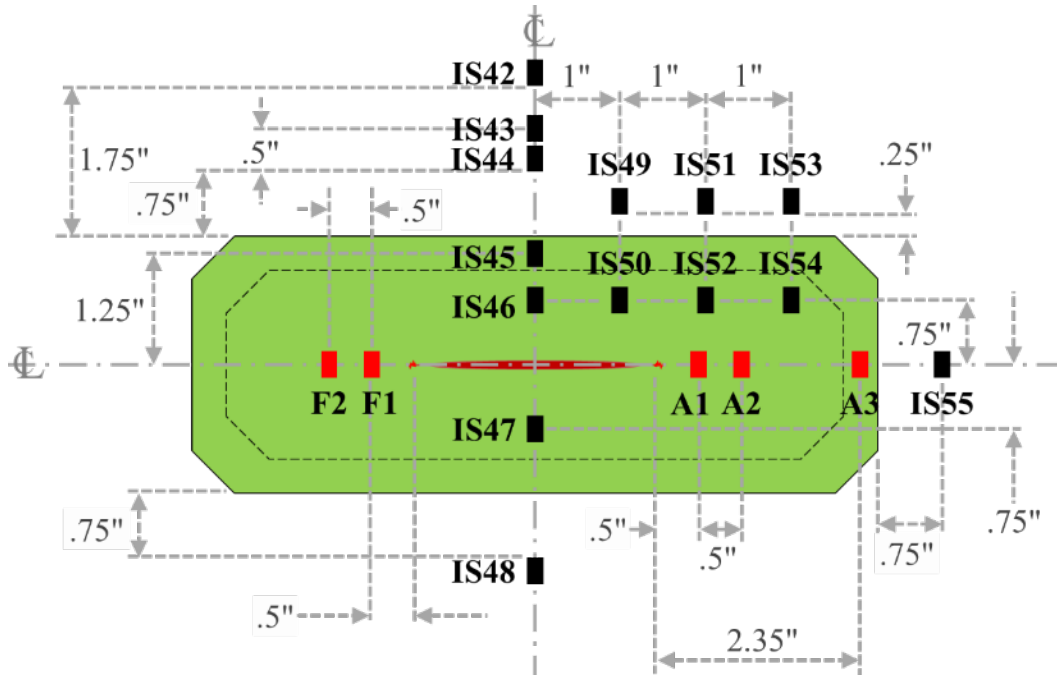 ℄
IS42
1" 1" 1"
IS43
.5"
1.75"
IS44
IS49 IS51 IS53
.25"
.75"
.5"
IS45
IS50 IS52 IS54
1.25"
IS46
.75"
℄
F2 F1
A1 A2 A3 IS55
IS47
.75"
.5"
.5"
.75"
.75"
IS48
.5"
2.35"